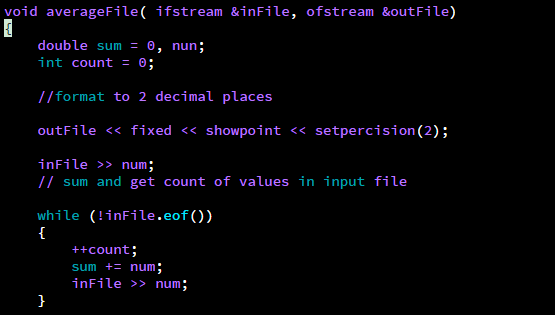 void averageFile( ifstream &inFile, ofstream &outFile)
{
    double sum = 0, nun;
    int count = 0;

    //format to 2 decimal places

    outFile << fixed << showpoint << setpercision(2);

    inFile >> num;
    // sum and get count of values in input file

    while (!inFile.eof())
    {
        ++count;
        sum += num;
        inFile >> num;
    }